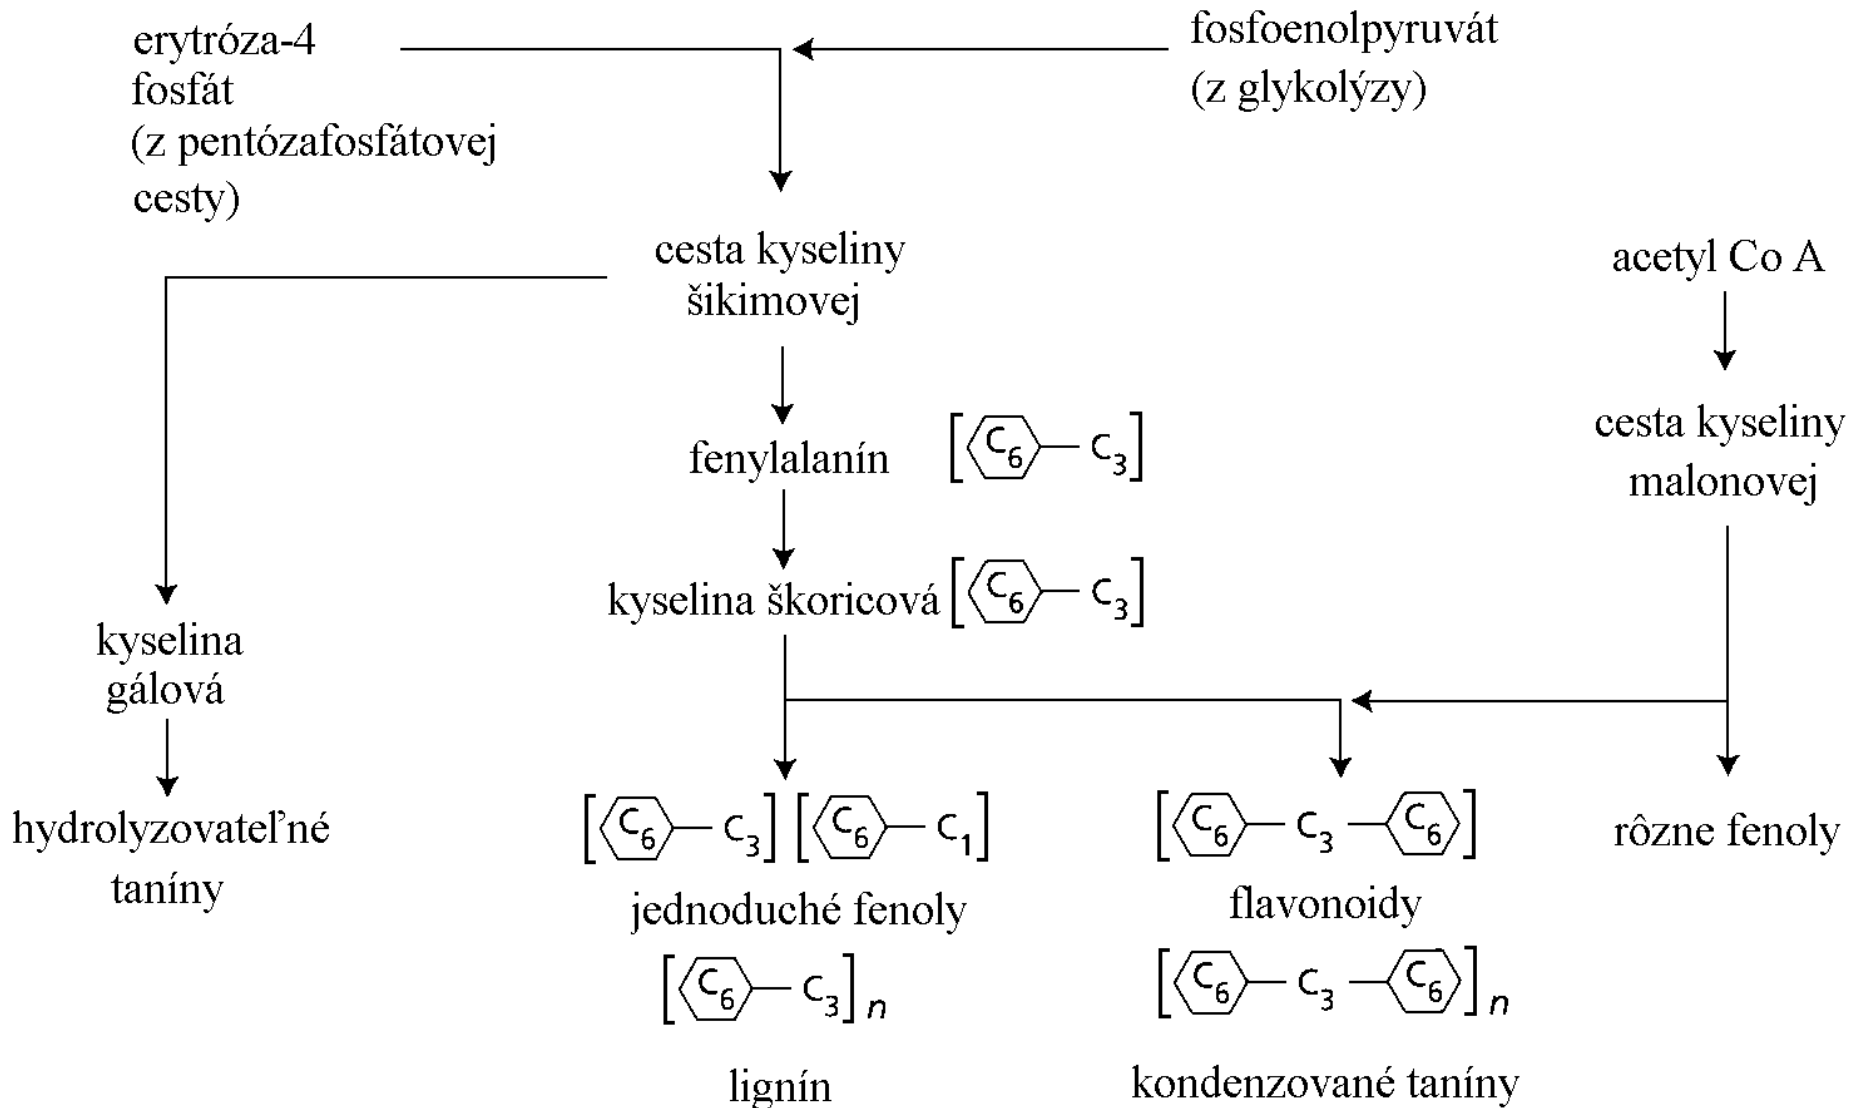 erytróza-4
fosfát
(z pentózafosfátovej
cesty)
fosfoenolpyruvát
(z glykolýzy)
cesta kyseliny
šikimovej
acetyl Co A
cesta kyseliny
malonovej
fenylalanín
[C6 — C3]
kyselina škoricová
[C6 — C3]
kyselina
gálová
hydrolyzovateľné
taníny
[C6 — C3] [C6 — C1]
jednoduché fenoly
[C6 — C3]n
lignín
[C6 — C3 — C6]
flavonoidy
[C6 — C3 — C6]n
kondenzované taníny
rôzne fenoly